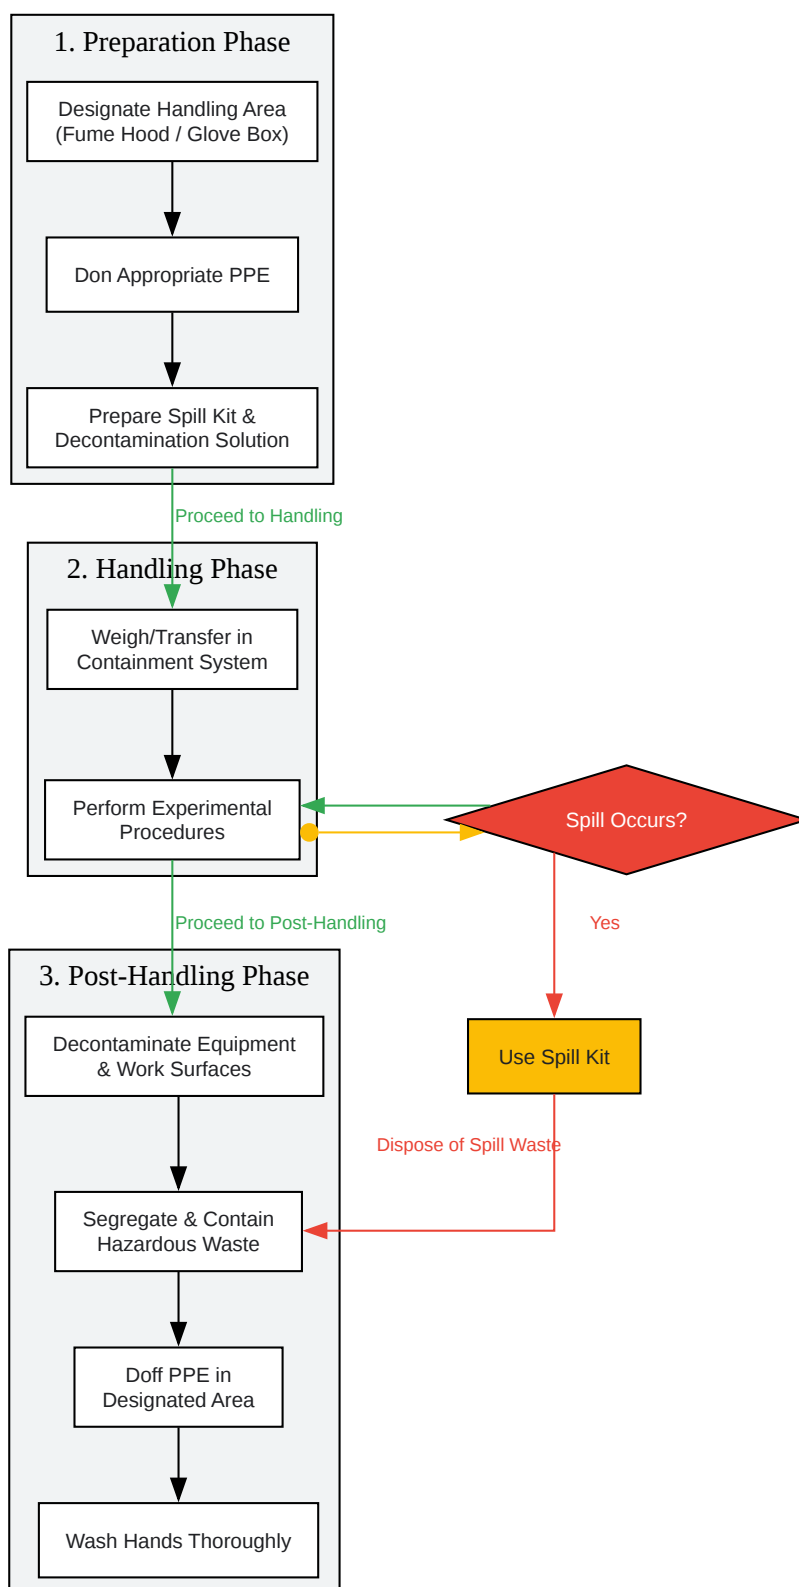 1. Preparation Phase
Designate Handling Area
(Fume Hood / Glove Box)
Don Appropriate PPE
Prepare Spill Kit &
Decontamination Solution
Proceed to Handling
2. Handling Phase
Weigh/Transfer in
Containment System
Perform Experimental
Procedures
Spill Occurs?
Proceed to Post-Handling
Yes
3. Post-Handling Phase
Decontaminate Equipment
& Work Surfaces
Use Spill Kit
Dispose of Spill Waste
Segregate & Contain
Hazardous Waste
Doff PPE in
Designated Area
Wash Hands Thoroughly